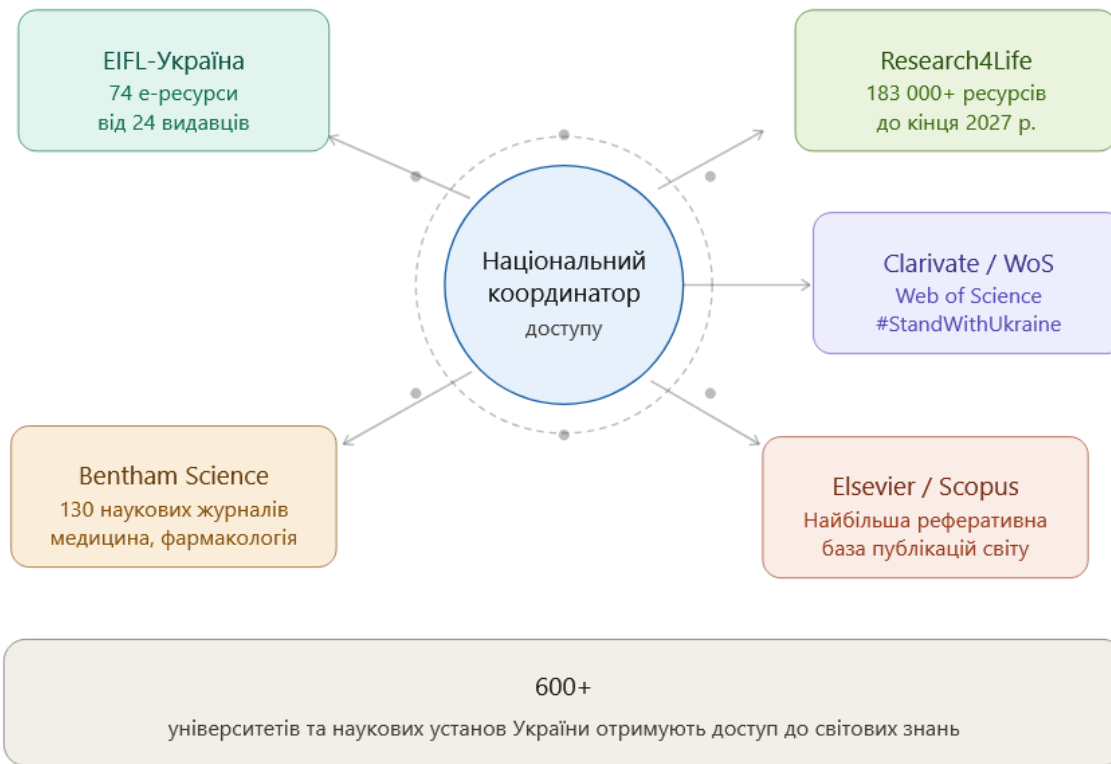 EIFL-Україна
74 е-ресурси
від 24 видавців
Research4Life
183 000+ ресурсів
до кінця 2027 р.
Національний
координатор
доступу
Clarivate / WoS
Web of Science
#StandWithUkraine
Bentham Science
130 наукових журналів
медицина, фармакологія
Elsevier / Scopus
Найбільша реферативна
база публікацій світу
600+
університетів та наукових установ України отримують доступ до світових знань